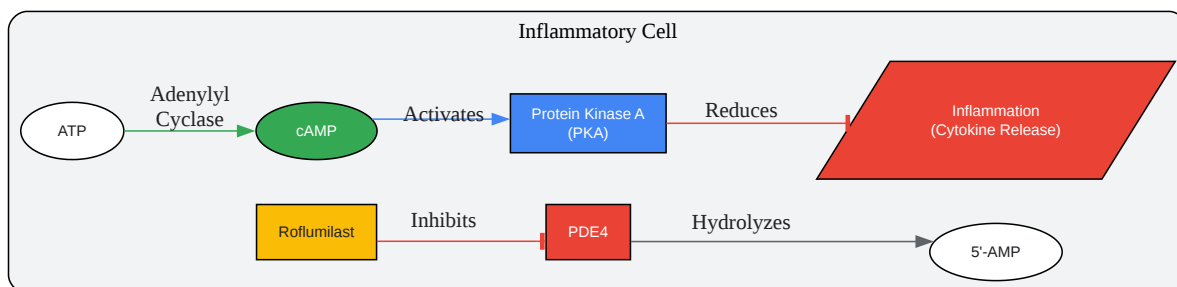 Inflammatory Cell
ATP
Adenylyl
Cyclase
cAMP
Activates
Protein Kinase A
(PKA)
Reduces
Inflammation
(Cytokine Release)
Roflumilast
Inhibits
PDE4
Hydrolyzes
5'-AMP